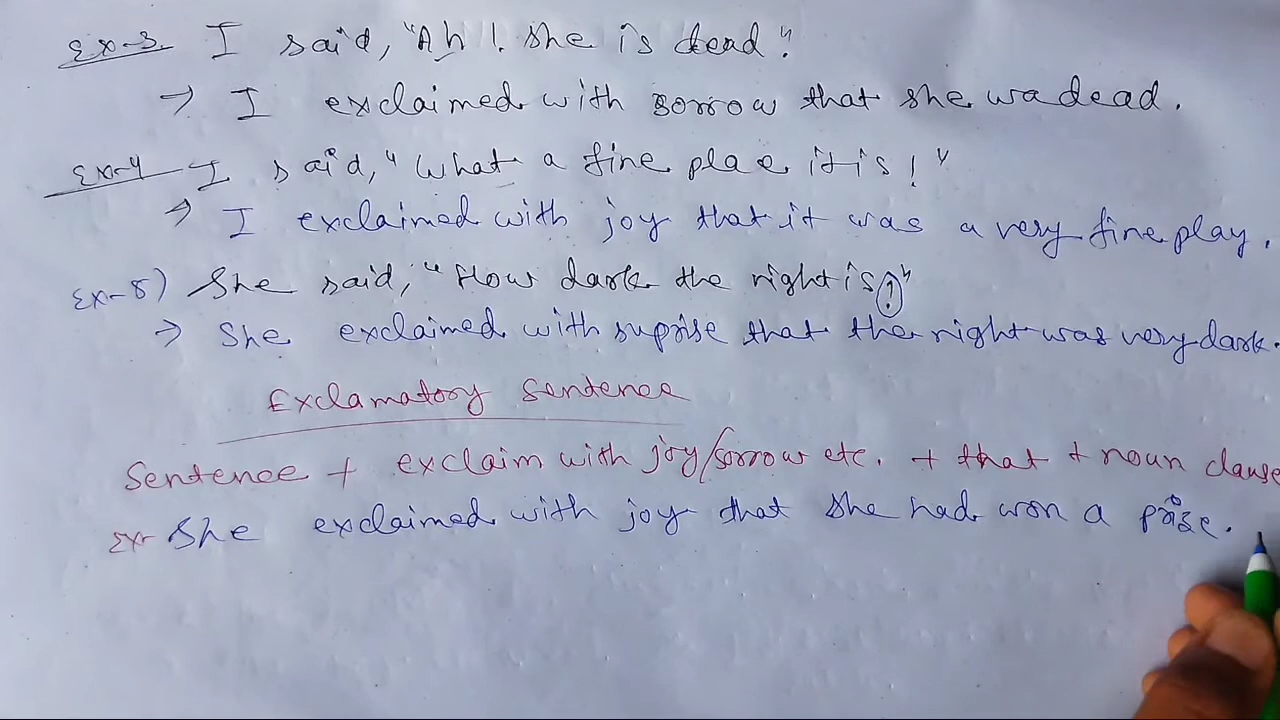 Ex-3. I said, "Ah! she is dead".
→ I exclaimed with sorrow that she wa dead.
Ex-4 I said, "What a fine place it is!"
→ I exclaimed with joy that it was a very fine play.
Ex-5) She said, "How dark the night is!"
→ She exclaimed with suprise that the night was very dark.
Exclamatory Sentence
Sentence + exclaim with joy/sorrow etc. + that + noun clause
Ex- She exclaimed with joy that she had won a prize.